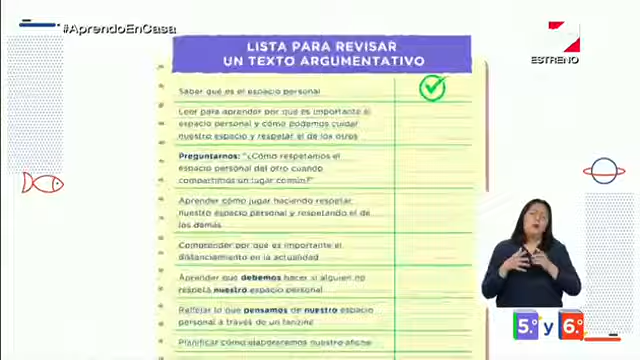 #AprendoEnCasa
ESTRENO
LISTA PARA REVISAR
UN TEXTO ARGUMENTATIVO
Saber qué es el espacio personal
Leer para aprender por qué es importante el
espacio personal y cómo podemos cuidar
nuestro espacio y respetar el de los otros
Preguntarnos: "¿Cómo respetamos el
espacio personal del otro cuando
compartimos un lugar común?"
Aprender cómo jugar haciendo respetar
nuestro espacio personal y respetando el de
los demás
Comprender por qué es importante el
distanciamiento en la actualidad
Aprender qué debemos hacer si alguien no
respeta nuestro espacio personal
Reflejar lo que pensamos de nuestro espacio
personal a través de un fanzine
Planificar cómo elaboraremos nuestro afiche
5.° y 6.°